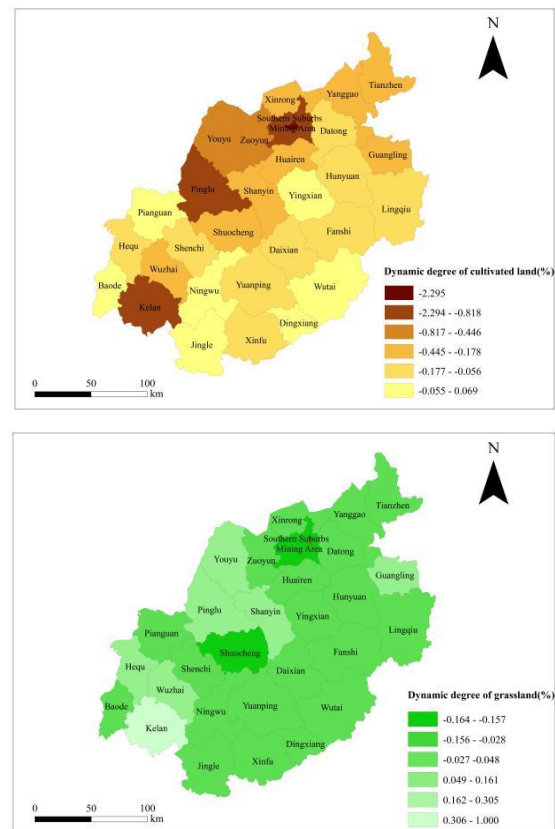 N
Tianzhen
Yanggao
Xinrong
Southern Suburbs
Mining Area
Datong
Youyu
Zuoyun
Huairen
Guangling
Hunyuan
Pinglu
Shanyin
Yingxian
Lingqiu
Pianguan
Shuocheng
Fanshi
Hequ
Shenchi
Daixian
Wuzhai
Baode
Ningwu
Yuanping
Wutai
Kelan
Dingxiang
Jingle
Xinfu
Dynamic degree of cultivated land(%)
-2.295
-2.294 - -0.818
-0.817 - -0.446
-0.445 - -0.178
-0.177 - -0.056
-0.055 - 0.069
0 50 100
km
N
Tianzhen
Yanggao
Xinrong
Southern Suburbs
Mining Area
Datong
Youyu
Zuoyun
Huairen
Guangling
Hunyuan
Pinglu
Shanyin
Yingxian
Lingqiu
Pianguan
Shuocheng
Fanshi
Hequ
Shenchi
Daixian
Wuzhai
Baode
Ningwu
Yuanping
Wutai
Kelan
Dingxiang
Jingle
Xinfu
Dynamic degree of grassland(%)
-0.164 - -0.157
-0.156 - -0.028
-0.027 - -0.048
0.049 - 0.161
0.162 - 0.305
0.306 - 1.000
0 50 100
km